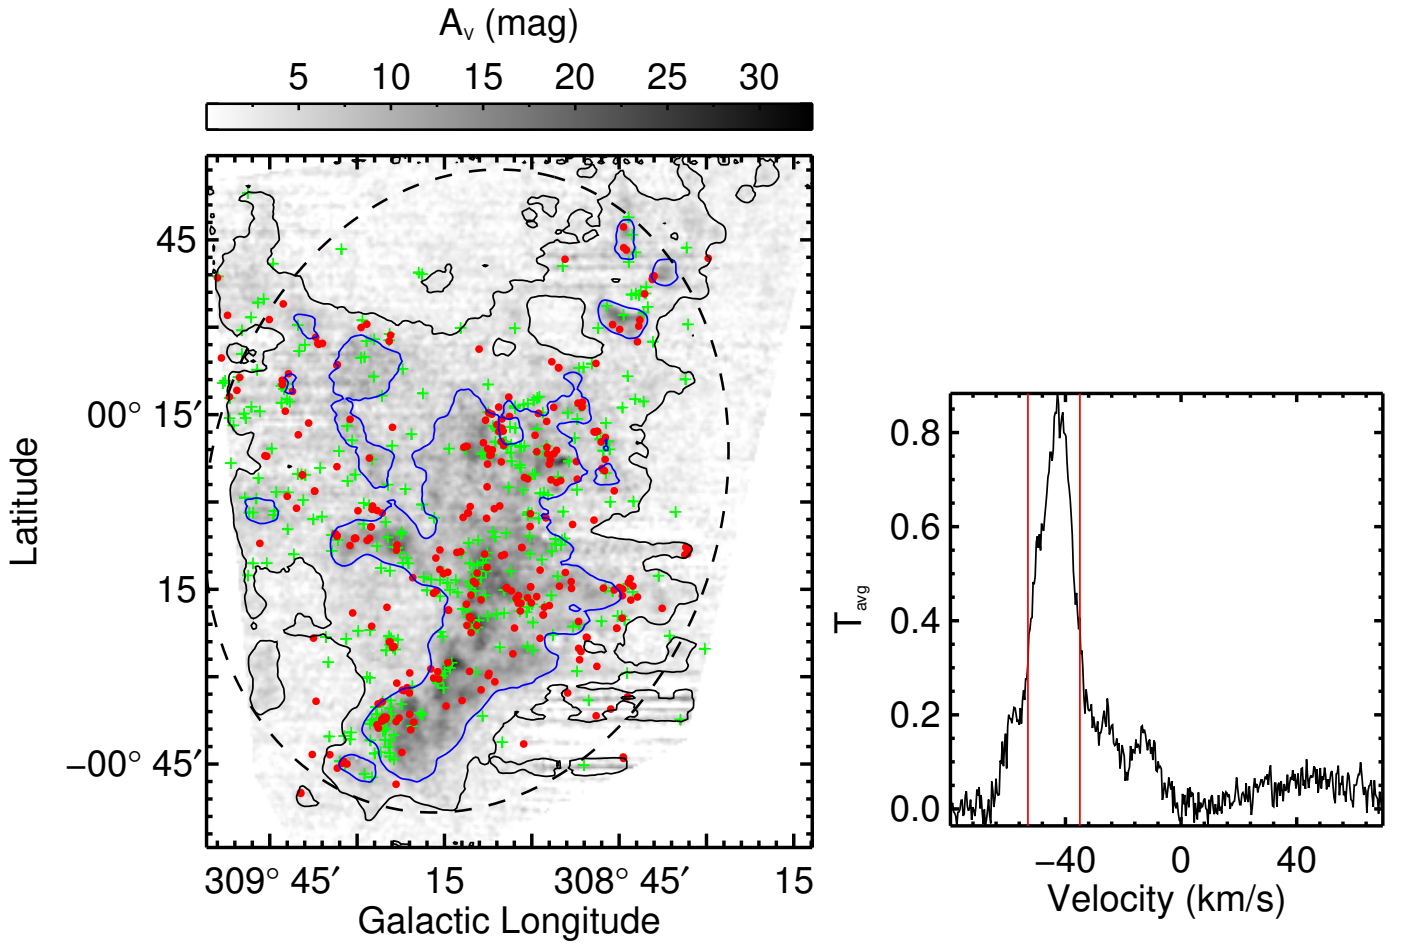 A_V (mag)
5 10 15 20 25 30
45
00° 15′
15
−00° 45′
Latitude
309° 45′ 15 308° 45′ 15
Galactic Longitude
0.8
0.6
0.4
0.2
0.0
T_avg
−40 0 40
Velocity (km/s)